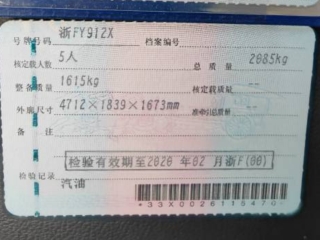 号牌号码 浙FY912X 档案编号
核定载人数 5人 总质量 2085kg
整备质量 1615kg 核定载质量 --
外廓尺寸 4712×1839×1673mm 准牵引总质量 --
备注
检验有效期至2020年02月浙F(00)
检验记录 汽油
*33X0026115470*